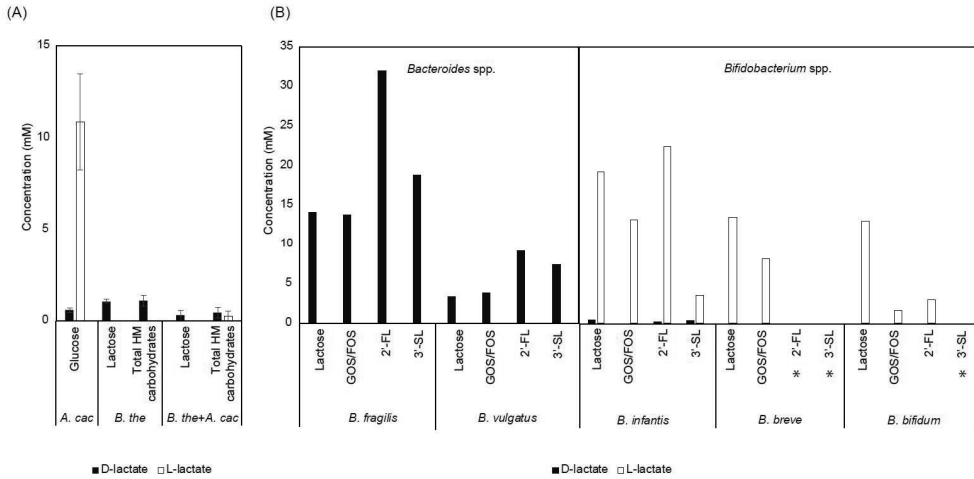 (A)
15
10
5
0
Concentration (mM)
Glucose
Lactose
Total HM
carbohydrates
Lactose
Total HM
carbohydrates
A. cac
B. the
B. the+A. cac
D-lactate
L-lactate
(B)
35
30
25
20
15
10
5
0
Concentration (mM)
Bacteroides spp.
Bifidobacterium spp.
Lactose
GOS/FOS
2'-FL
3'-SL
Lactose
GOS/FOS
2'-FL
3'-SL
Lactose
GOS/FOS
2'-FL
3'-SL
Lactose
GOS/FOS
* 2'-FL
* 3'-SL
Lactose
GOS/FOS
2'-FL
* 3'-SL
B. fragilis
B. vulgatus
B. infantis
B. breve
B. bifidum
D-lactate
L-lactate